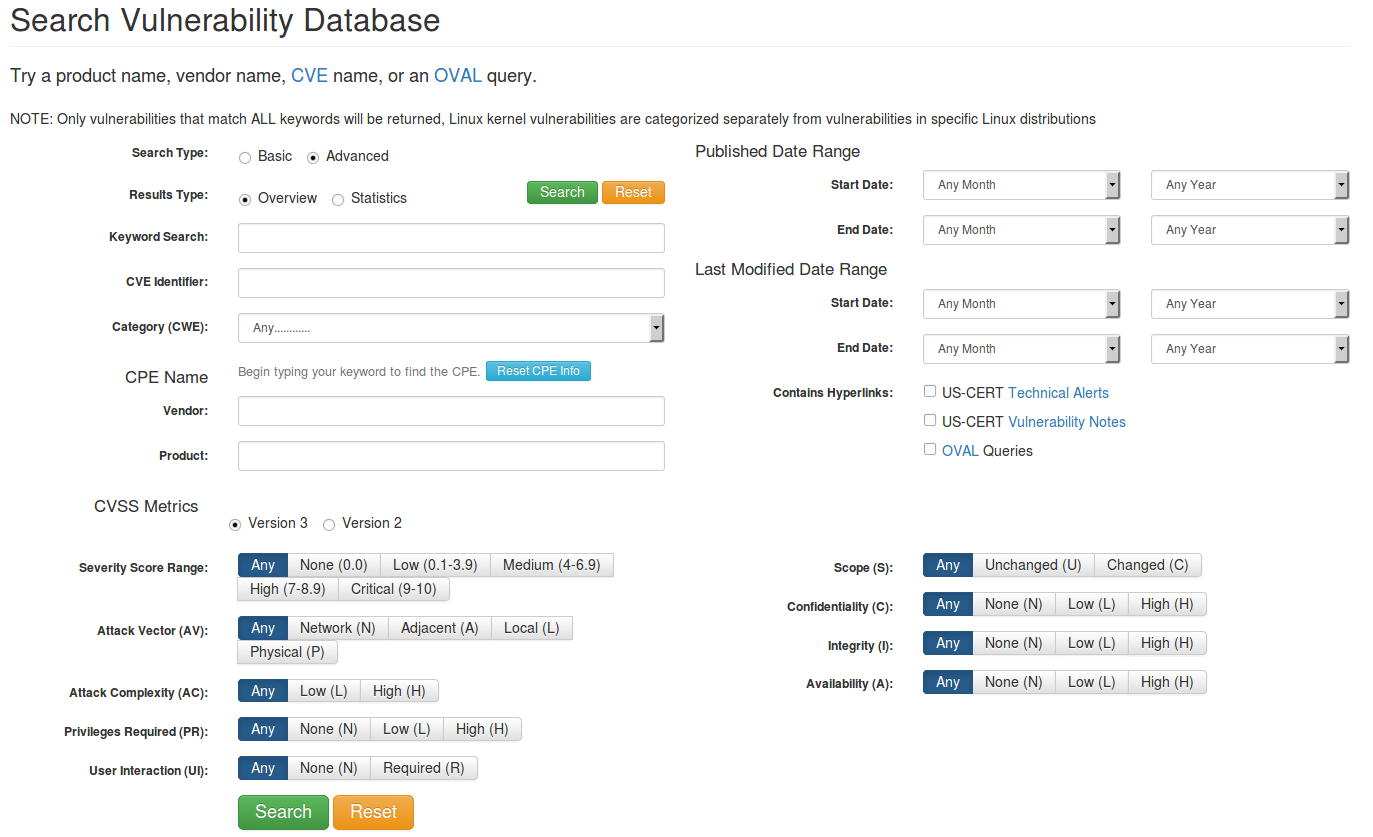 Search Vulnerability Database
Try a product name, vendor name, CVE name, or an OVAL query.
NOTE: Only vulnerabilities that match ALL keywords will be returned, Linux kernel vulnerabilities are categorized separately from vulnerabilities in specific Linux distributions
Search Type: Basic Advanced
Results Type: Overview Statistics Search Reset
Keyword Search:
CVE Identifier:
Category (CWE): Any............
CPE Name Begin typing your keyword to find the CPE. Reset CPE Info
Vendor:
Product:
Published Date Range
Start Date: Any Month Any Year
End Date: Any Month Any Year
Last Modified Date Range
Start Date: Any Month Any Year
End Date: Any Month Any Year
Contains Hyperlinks: US-CERT Technical Alerts
US-CERT Vulnerability Notes
OVAL Queries
CVSS Metrics
Version 3 Version 2
Severity Score Range: Any None (0.0) Low (0.1-3.9) Medium (4-6.9)
High (7-8.9) Critical (9-10)
Attack Vector (AV): Any Network (N) Adjacent (A) Local (L)
Physical (P)
Attack Complexity (AC): Any Low (L) High (H)
Privileges Required (PR): Any None (N) Low (L) High (H)
User Interaction (UI): Any None (N) Required (R)
Scope (S): Any Unchanged (U) Changed (C)
Confidentiality (C): Any None (N) Low (L) High (H)
Integrity (I): Any None (N) Low (L) High (H)
Availability (A): Any None (N) Low (L) High (H)
Search Reset